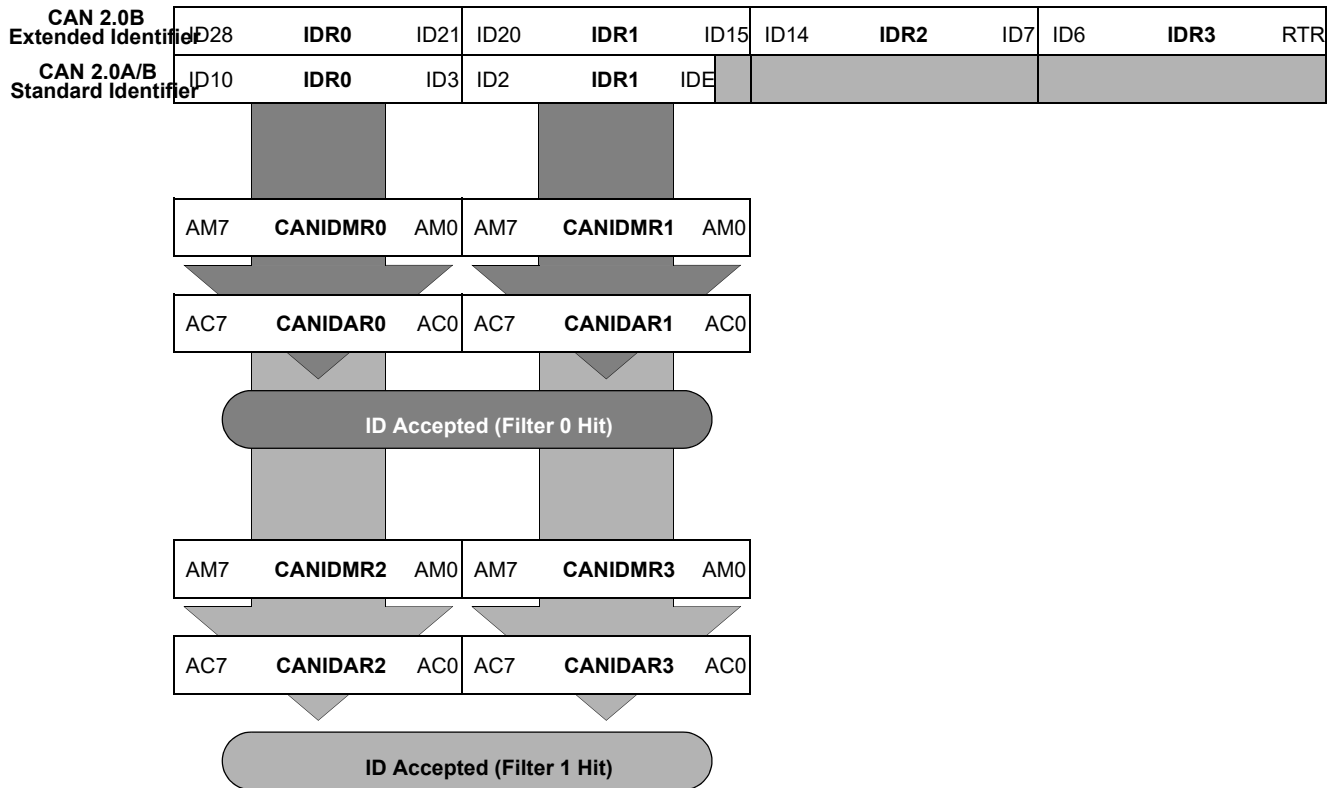 CAN 2.0B
Extended Identifier ID28 IDR0 ID21 ID20 IDR1 ID15 ID14 IDR2 ID7 ID6 IDR3 RTR
CAN 2.0A/B
Standard Identifier ID10 IDR0 ID3 ID2 IDR1 IDE
AM7 CANIDMR0 AM0 AM7 CANIDMR1 AM0
AC7 CANIDAR0 AC0 AC7 CANIDAR1 AC0
ID Accepted (Filter 0 Hit)
AM7 CANIDMR2 AM0 AM7 CANIDMR3 AM0
AC7 CANIDAR2 AC0 AC7 CANIDAR3 AC0
ID Accepted (Filter 1 Hit)